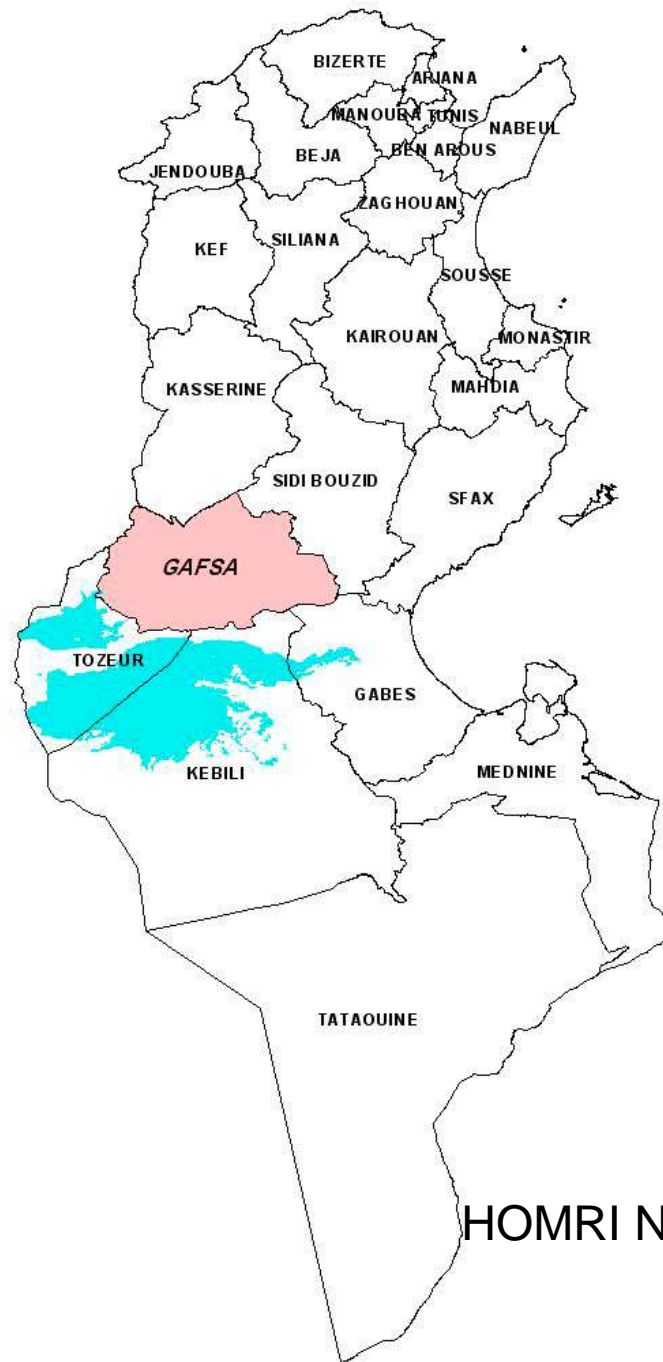 BIZERTE
ARIANA
MANOUBA TUNIS
NABEUL
BEJA
BEN AROUS
JENDOUBA
ZAGHOUAN
KEF
SILIANA
SOUSSE
KAIROUAN
MONASTIR
KASSERINE
MAHDIA
SIDI BOUZID
SFAX
GAFSA
TOZEUR
GABES
KEBILI
MEDNINE
TATAOUINE
HOMRI N